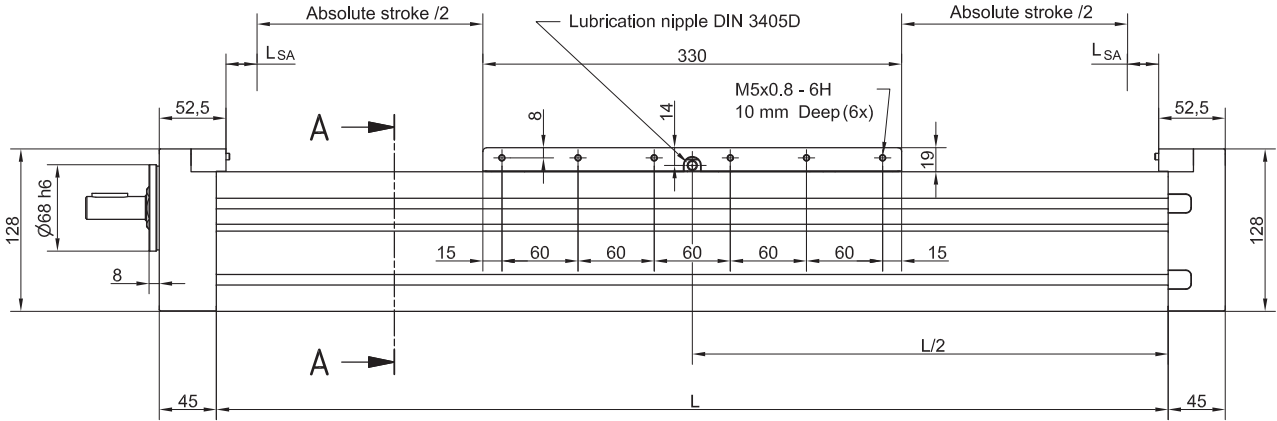 Absolute stroke /2
Lubrication nipple DIN 3405D
Absolute stroke /2
LSA
330
LSA
52,5
M5x0.8 - 6H
10 mm Deep (6x)
52,5
A
8
14
19
128
Ø68 h6
128
8
15
60
60
60
60
60
15
A
L/2
45
L
45